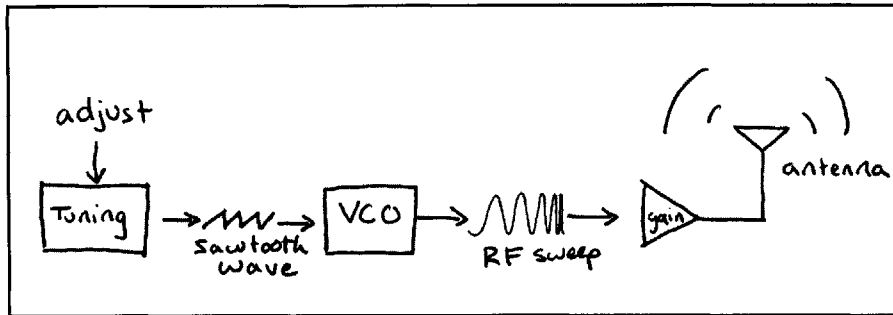 adjust
Tuning
sawtooth
wave
VCO
RF sweep
gain
antenna